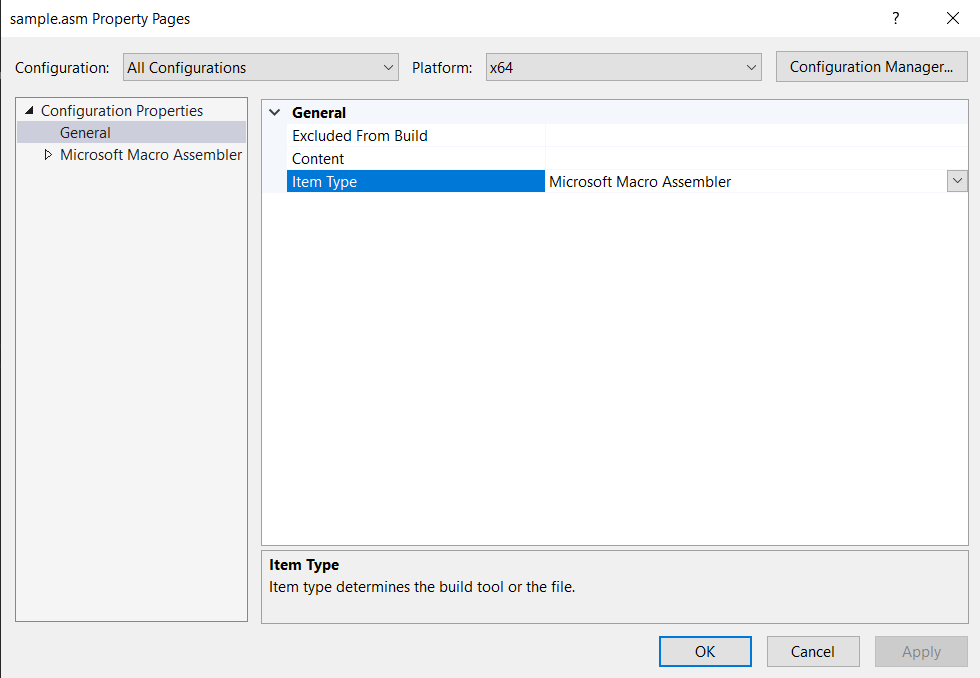 sample.asm Property Pages
?
Configuration: All Configurations Platform: x64 Configuration Manager...
Configuration Properties
General
Microsoft Macro Assembler
General
Excluded From Build
Content
Item Type Microsoft Macro Assembler
Item Type
Item type determines the build tool or the file.
OK Cancel Apply